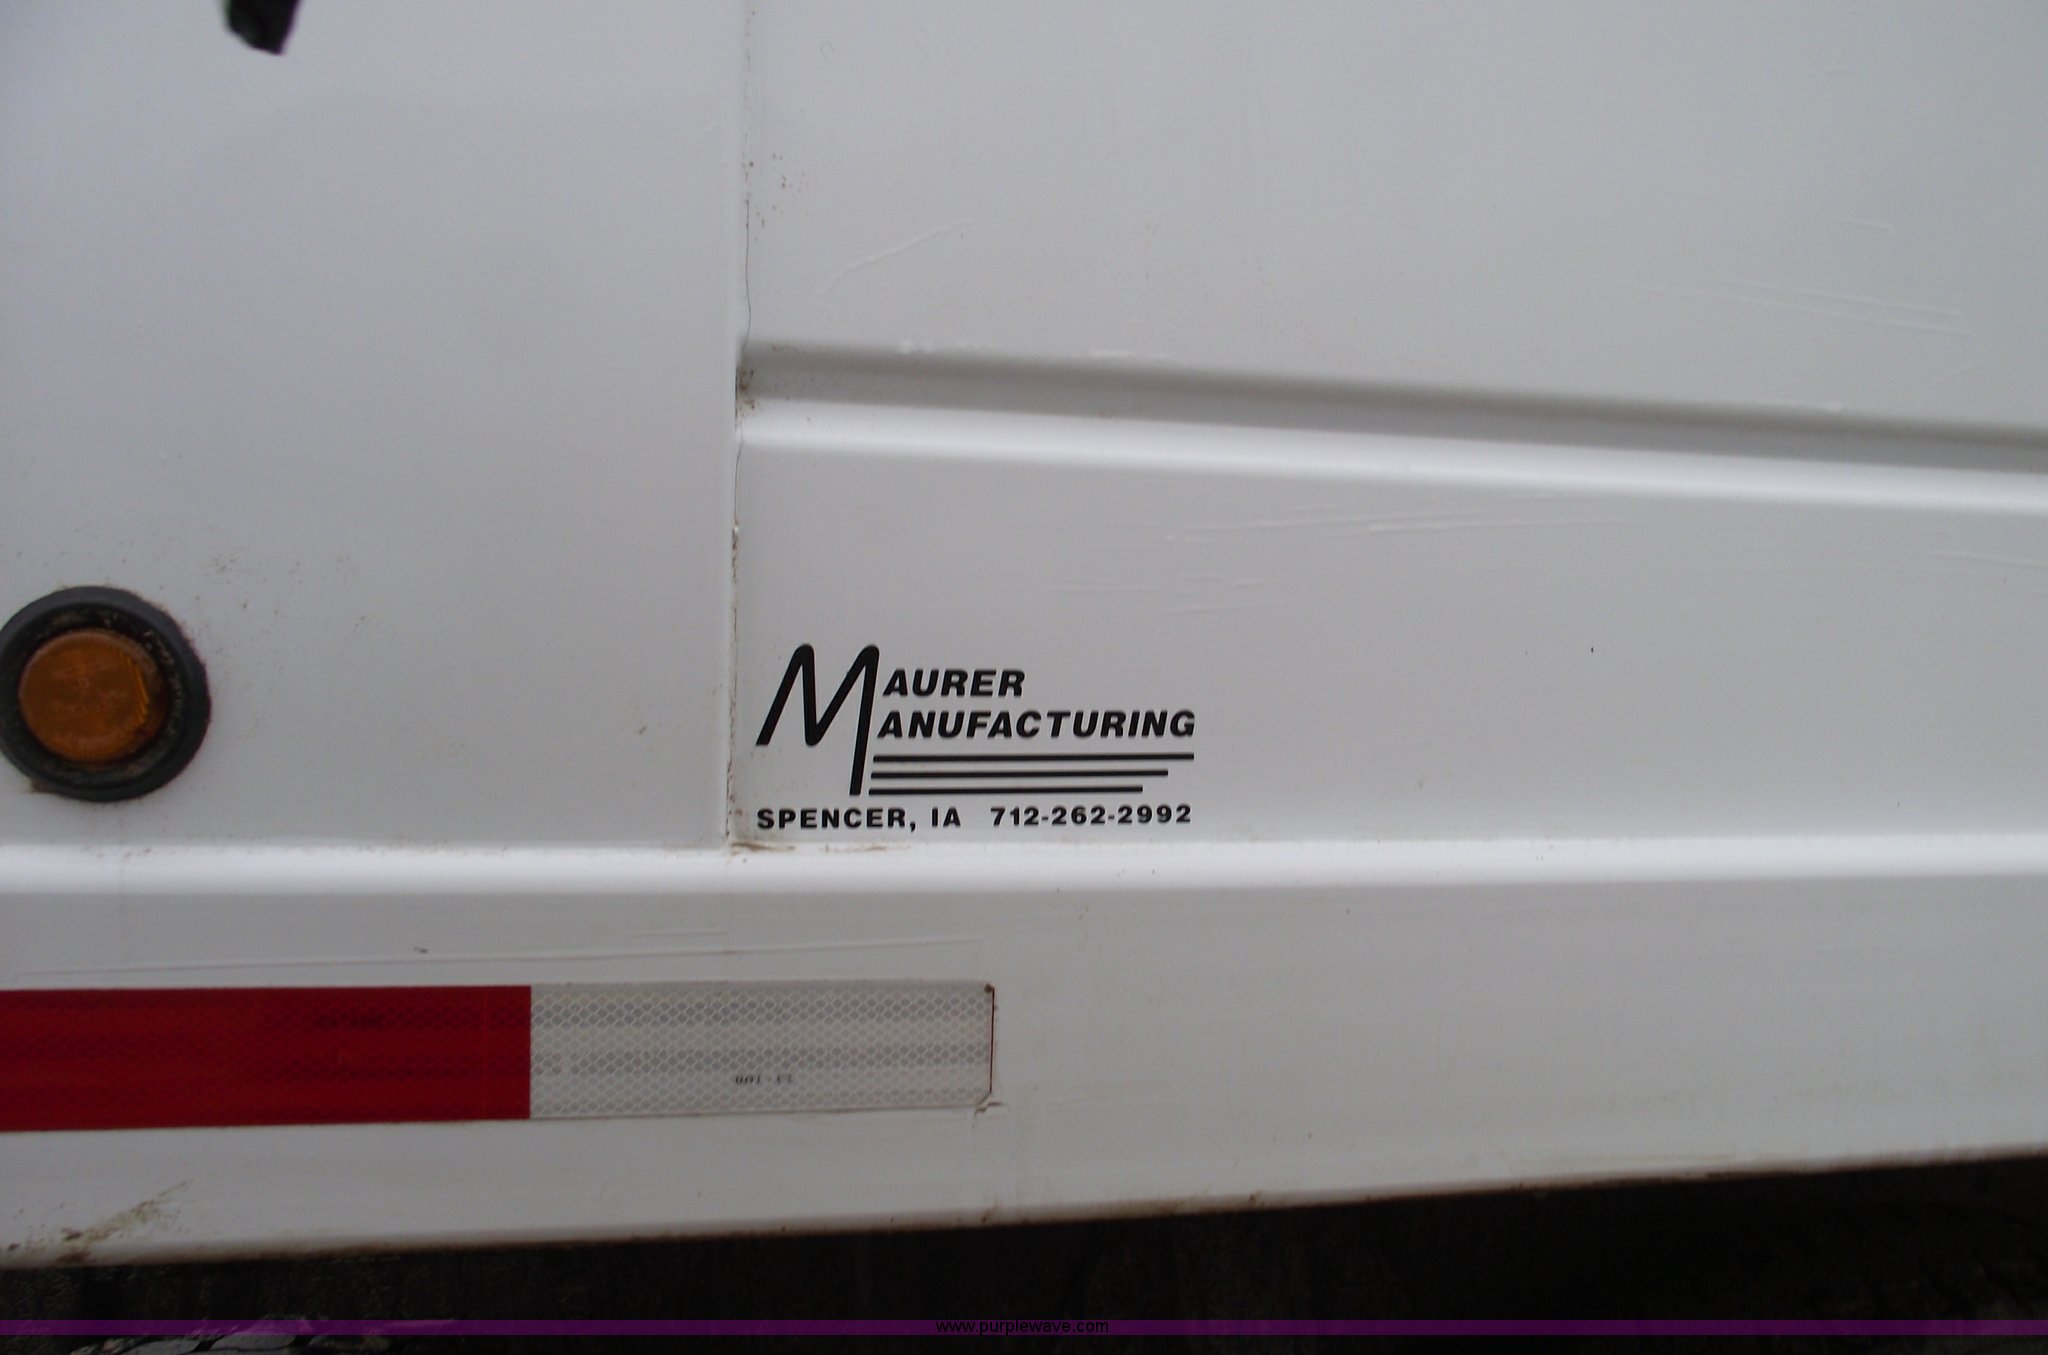 MAURER
MANUFACTURING
SPENCER, IA 712-262-2992
www.purplewave.com